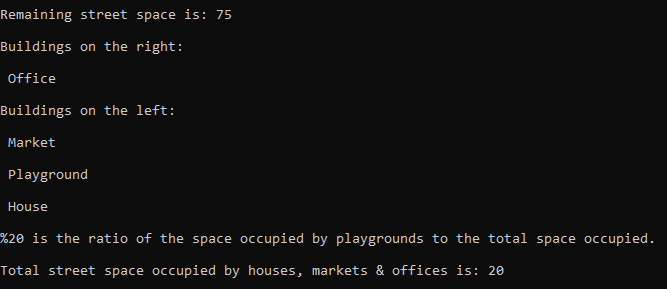 Remaining street space is: 75
Buildings on the right:
Office
Buildings on the left:
Market
Playground
House
%20 is the ratio of the space occupied by playgrounds to the total space occupied.
Total street space occupied by houses, markets & offices is: 20